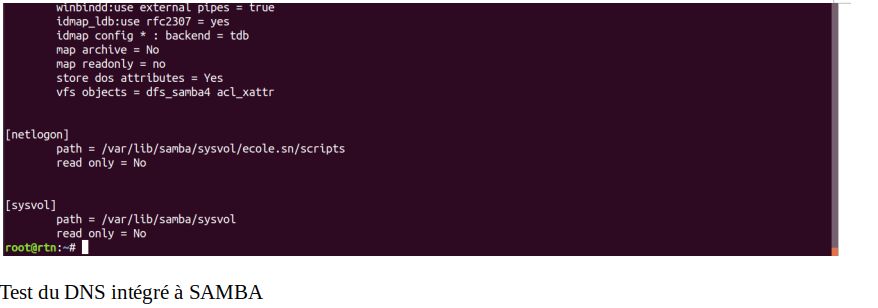 winbindd:use external pipes = true
idmap_ldb:use rfc2307 = yes
idmap config * : backend = tdb
map archive = No
map readonly = no
store dos attributes = Yes
vfs objects = dfs_samba4 acl_xattr
[netlogon]
path = /var/lib/samba/sysvol/ecole.sn/scripts
read only = No
[sysvol]
path = /var/lib/samba/sysvol
read only = No
root@rtn:~#
Test du DNS intégré à SAMBA